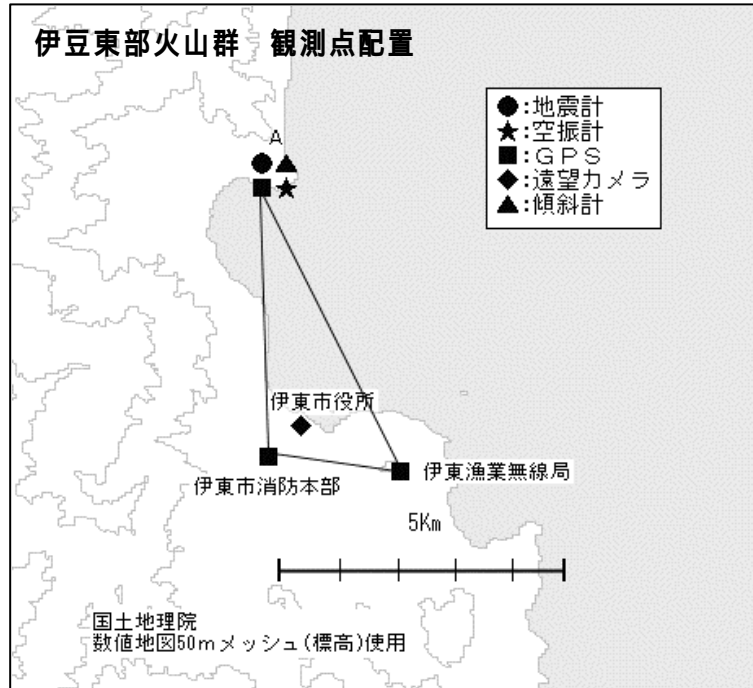 伊豆東部火山群 観測点配置
●:地震計
★:空振計
■:GPS
◆:遠望カメラ
▲:傾斜計
A
伊東市役所
伊東市消防本部
伊東漁業無線局
5Km
国土地理院
数値地図50mメッシュ(標高)使用